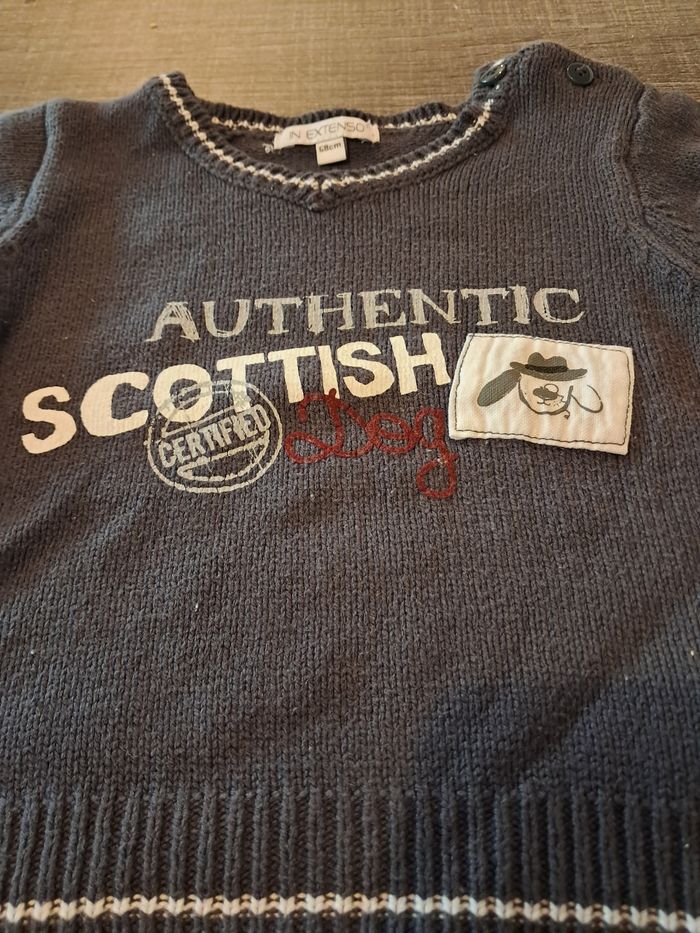 IN EXTENSO®
68cm
AUTHENTIC
SCOTTISH
CERTIFIED
Dog